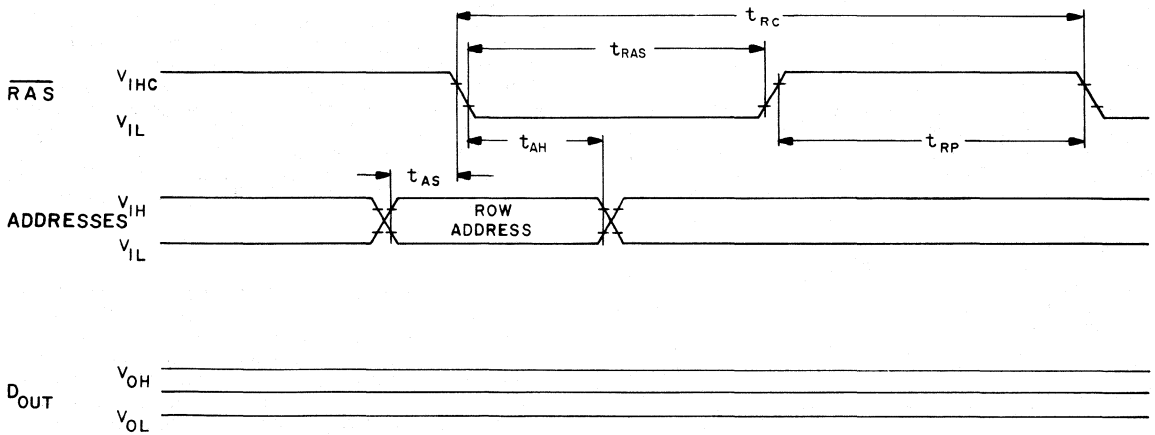 t_RC
t_RAS
RAS
V_IHC
V_IL
t_AH
t_RP
t_AS
ADDRESSES
V_IH
ROW
ADDRESS
V_IL
V_OH
D_OUT
V_OL